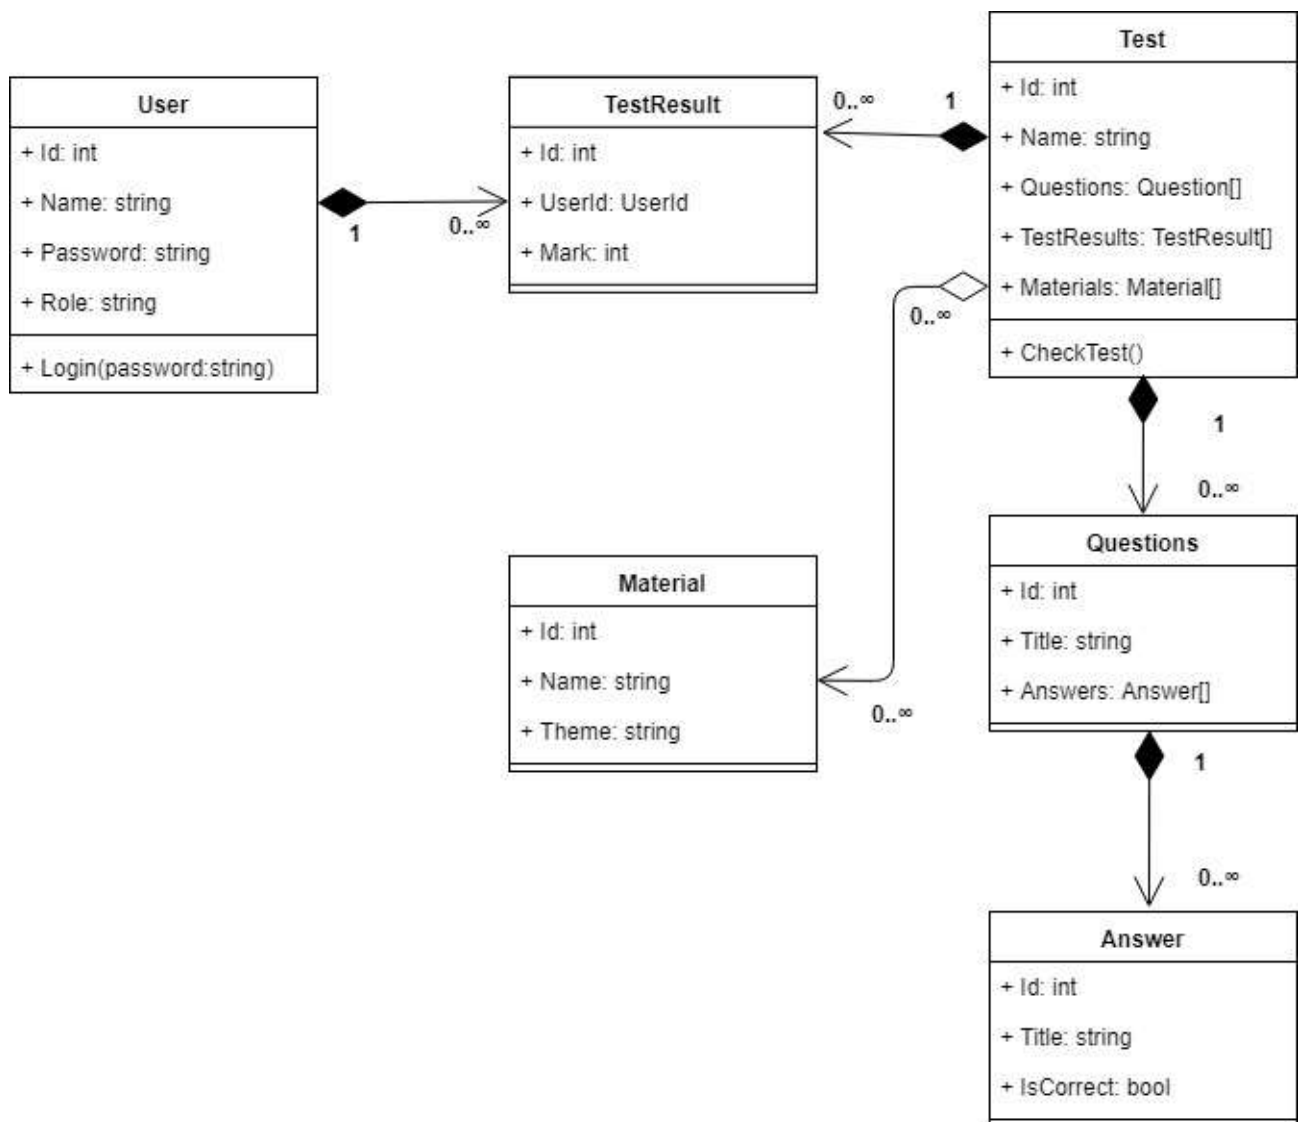 User
+ Id: int
+ Name: string
+ Password: string
+ Role: string
+ Login(password:string)
1
0..∞
TestResult
+ Id: int
+ UserId: UserId
+ Mark: int
0..∞
1
Test
+ Id: int
+ Name: string
+ Questions: Question[]
+ TestResults: TestResult[]
+ Materials: Material[]
+ CheckTest()
0..∞
0..∞
Material
+ Id: int
+ Name: string
+ Theme: string
1
0..∞
Questions
+ Id: int
+ Title: string
+ Answers: Answer[]
1
0..∞
Answer
+ Id: int
+ Title: string
+ IsCorrect: bool